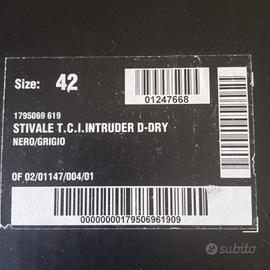 Size: 42
01247668
1795069 619
STIVALE T.C.I.INTRUDER D-DRY
NERO/GRIGIO
OF 02/01147/004/01
00000000179506961909
subito